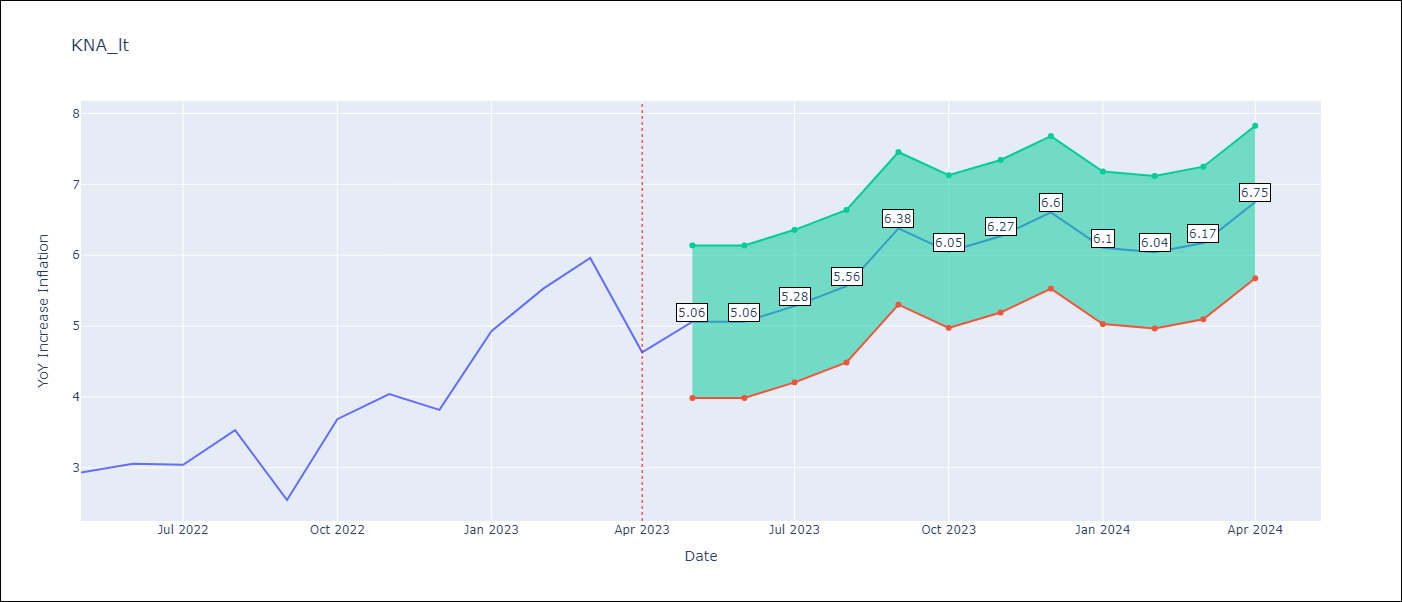 KNA_lt
YoY Increase Inflation
8
7
6
5
4
3
5.06
5.06
5.28
5.56
6.38
6.05
6.27
6.6
6.1
6.04
6.17
6.75
Jul 2022
Oct 2022
Jan 2023
Apr 2023
Jul 2023
Oct 2023
Jan 2024
Apr 2024
Date